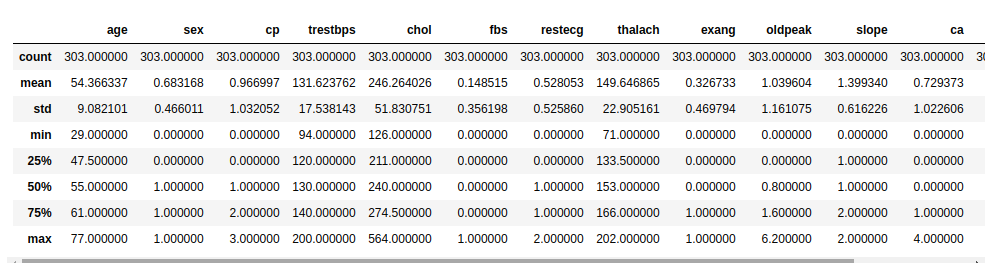 age sex cp trestbps chol fbs restecg thalach exang oldpeak slope ca
count 303.000000 303.000000 303.000000 303.000000 303.000000 303.000000 303.000000 303.000000 303.000000 303.000000 303.000000 303.000000 30
mean 54.366337 0.683168 0.966997 131.623762 246.264026 0.148515 0.528053 149.646865 0.326733 1.039604 1.399340 0.729373
std 9.082101 0.466011 1.032052 17.538143 51.830751 0.356198 0.525860 22.905161 0.469794 1.161075 0.616226 1.022606
min 29.000000 0.000000 0.000000 94.000000 126.000000 0.000000 0.000000 71.000000 0.000000 0.000000 0.000000 0.000000
25% 47.500000 0.000000 0.000000 120.000000 211.000000 0.000000 0.000000 133.500000 0.000000 0.000000 1.000000 0.000000
50% 55.000000 1.000000 1.000000 130.000000 240.000000 0.000000 1.000000 153.000000 0.000000 0.800000 1.000000 0.000000
75% 61.000000 1.000000 2.000000 140.000000 274.500000 0.000000 1.000000 166.000000 1.000000 1.600000 2.000000 1.000000
max 77.000000 1.000000 3.000000 200.000000 564.000000 1.000000 2.000000 202.000000 1.000000 6.200000 2.000000 4.000000